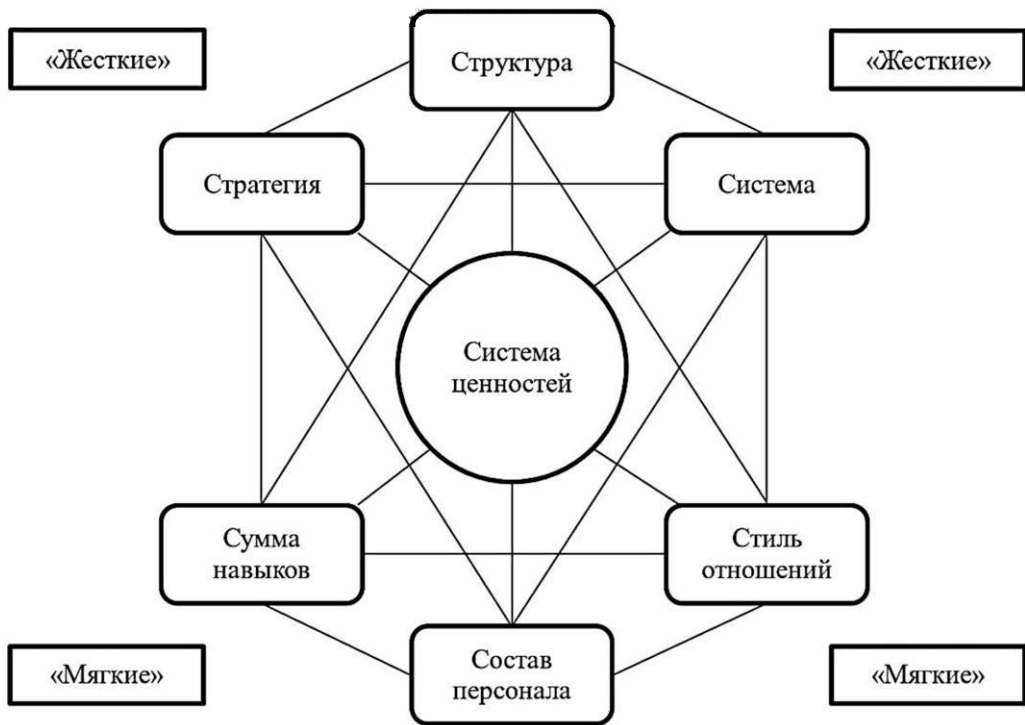 «Жесткие»
Структура
«Жесткие»
Стратегия
Система
Система
ценностей
Сумма
навыков
Стиль
отношений
«Мягкие»
Состав
персонала
«Мягкие»